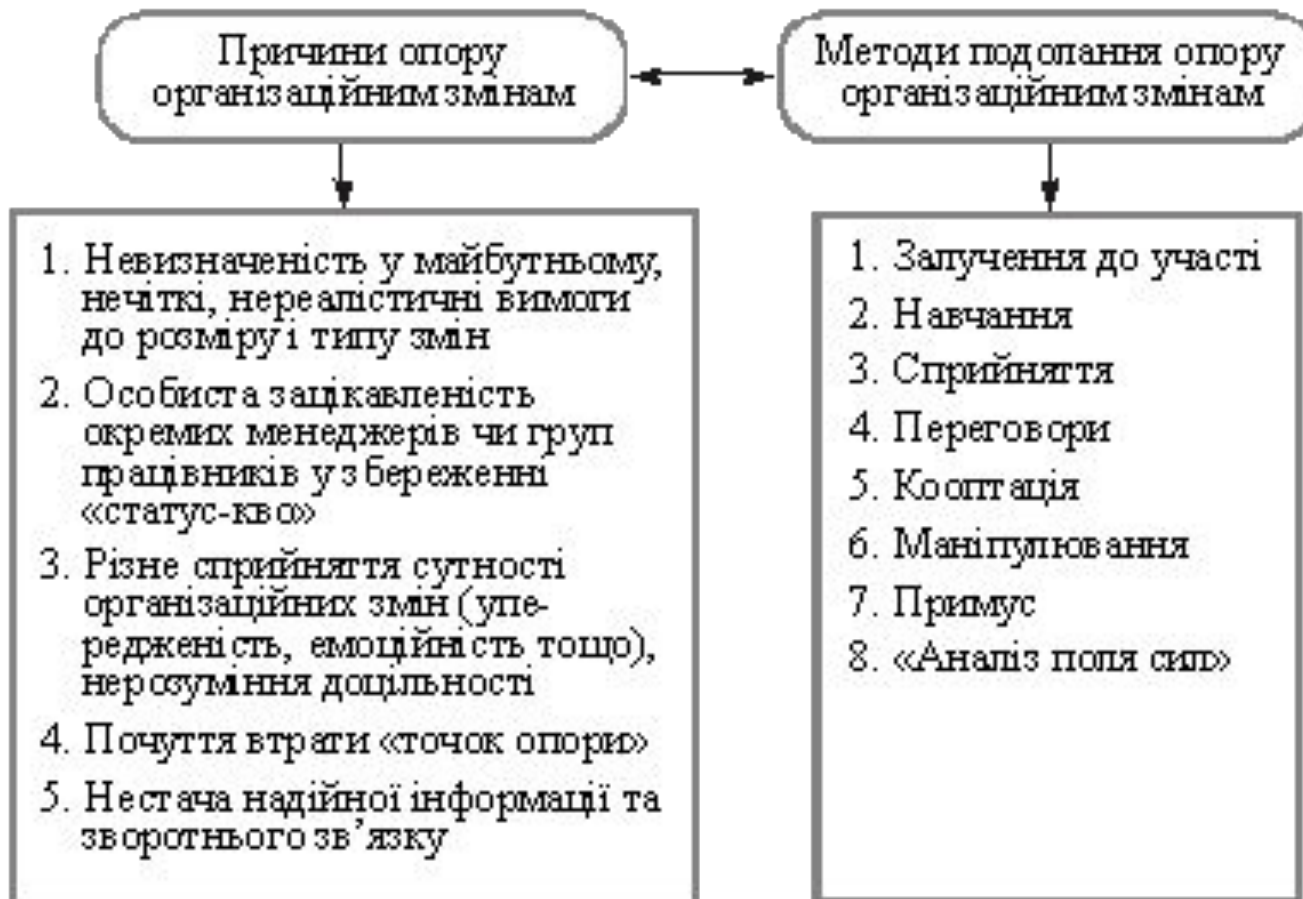 Причини опору
організаційним змінам
Методи подолання опору
організаційним змінам
1. Невизначеність у майбутньому,
нечіткі, нереалістичні вимоги
до розміру і типу змін
2. Особиста зацікавленість
окремих менеджерів чи груп
працівників у збереженні
«статус-кво»
3. Різне сприйняття сутності
організаційних змін (упе-
редженість, емоційність тощо),
нерозуміння доцільності
4. Почуття втрати «точок опори»
5. Нестача надійної інформації та
зворотнього зв’язку
1. Залучення до участі
2. Навчання
3. Сприйняття
4. Переговори
5. Кооптація
6. Маніпулювання
7. Примус
8. «Аналіз поля сил»